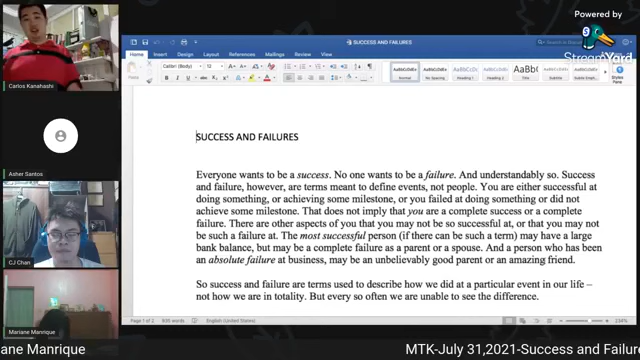 Powered by
StreamYard
SUCCESS AND FAILURES
Home
Insert
Design
Layout
References
Mailings
Review
View
Calibri (Body)
12
AaBbCcDdEe
Normal
AaBbCcDdEe
No Spacing
Heading 1
Heading 2
Title
Subtitle
Styles
Pane
Carlos Kanahashi
Asher Santos
CJ Chan
Mariane Manrique
SUCCESS AND FAILURES
Everyone wants to be a success. No one wants to be a failure. And understandably so. Success
and failure, however, are terms meant to define events, not people. You are either successful at
doing something, or achieving some milestone, or you failed at doing something or did not
achieve some milestone. That does not imply that you are a complete success or a complete
failure. There are other aspects of you that you may not be so successful at, or that you may not
be such a failure at. The most successful person (if there can be such a term) may have a large
bank balance, but may be a complete failure as a parent or a spouse. And a person who has been
an absolute failure at business, may be an unbelievably good parent or an amazing friend.
So success and failure are terms used to describe how we did at a particular event in our life –
not how we are in totality. But every so often we are unable to see the difference.
Page 1 of 2
English (United States)
ane Manrique
MTK-July 31,2021-Success and Failur